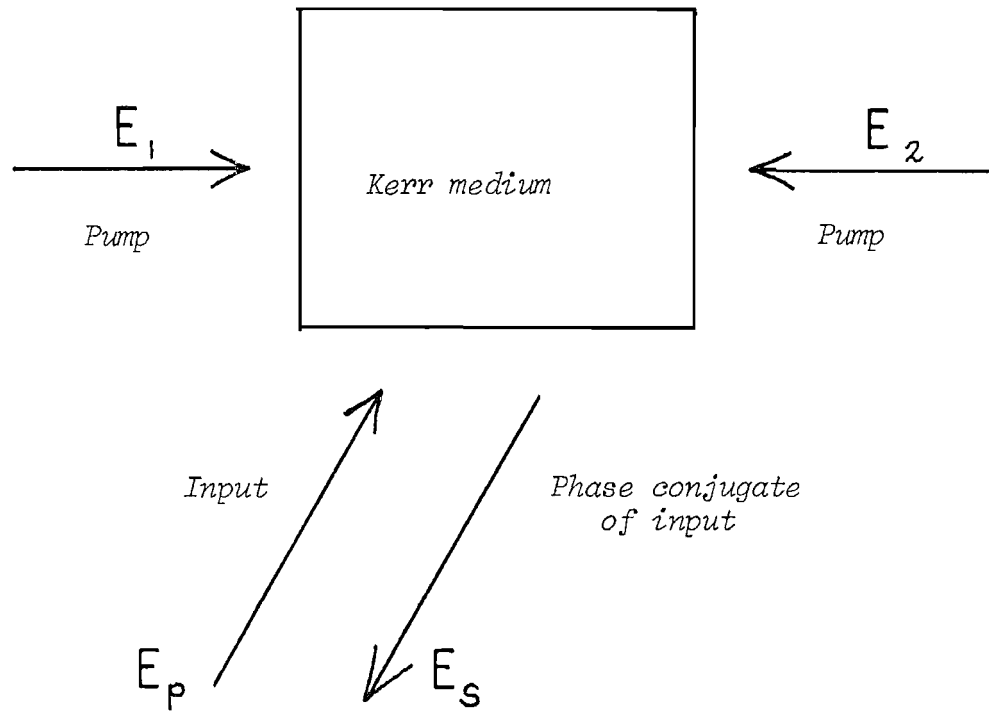 E₁
Pump
Kerr medium
E₂
Pump
Input
Phase conjugate
of input
Eₚ
Eₛ